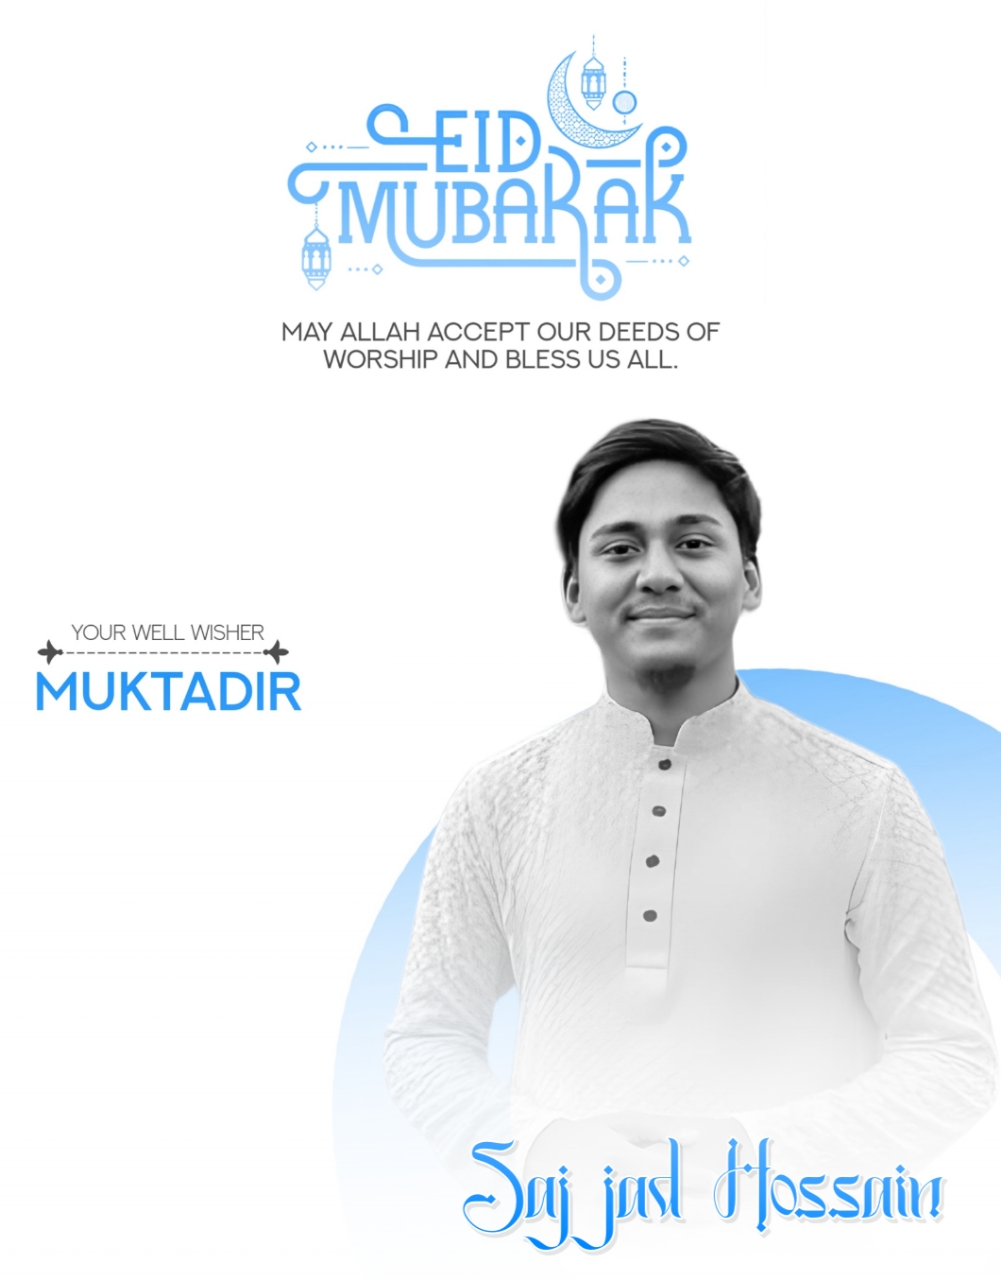 EID
MUBARAK
MAY ALLAH ACCEPT OUR DEEDS OF
WORSHIP AND BLESS US ALL.
YOUR WELL WISHER
MUKTADIR
Sajjad Hossain